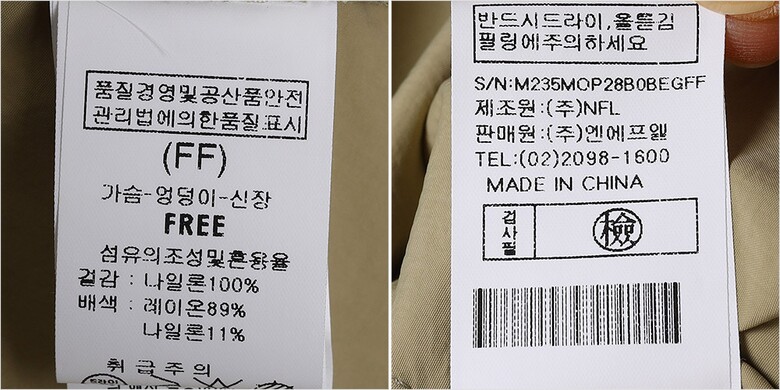 품질경영및공산품안전
관리법에의한품질표시
(FF)
가슴-엉덩이-신장
FREE
섬유의조성및혼용율
겉감 : 나일론100%
배색 : 레이온89%
나일론11%
취급주의
드라이
반드시드라이,올뜯김
필링에주의하세요
S/N:M235MOP28B0BEGFF
제조원:(주)NFL
판매원:(주)엔에프엘
TEL:(02)2098-1600
MADE IN CHINA
검사필
檢